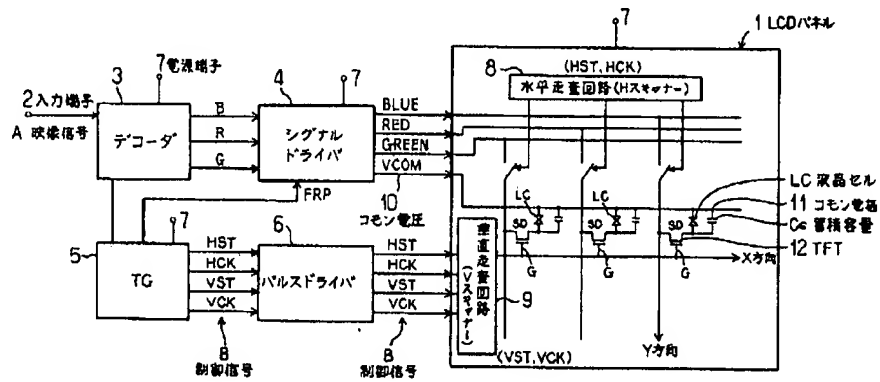 7
1 LCDパネル
7 電源端子
3
4
7
(HST, HCK)
8
水平走査回路(Hスキャナー)
2 入力端子
A 映像信号
デコーダ
B
R
G
シグナル
ドライバ
BLUE
RED
GREEN
VCOM
10
コモン電圧
FRP
LC
LC
LC 液晶セル
11 コモン電極
Cs 蓄積容量
12 TFT
SD
SD
SD
G
G
G
X方向
5
7
TG
HST
HCK
VST
VCK
6
パルスドライバ
HST
HCK
VST
VCK
垂直走査回路
(Vスキャナー)
9
B
制御信号
B
制御信号
(VST, VCK)
Y方向